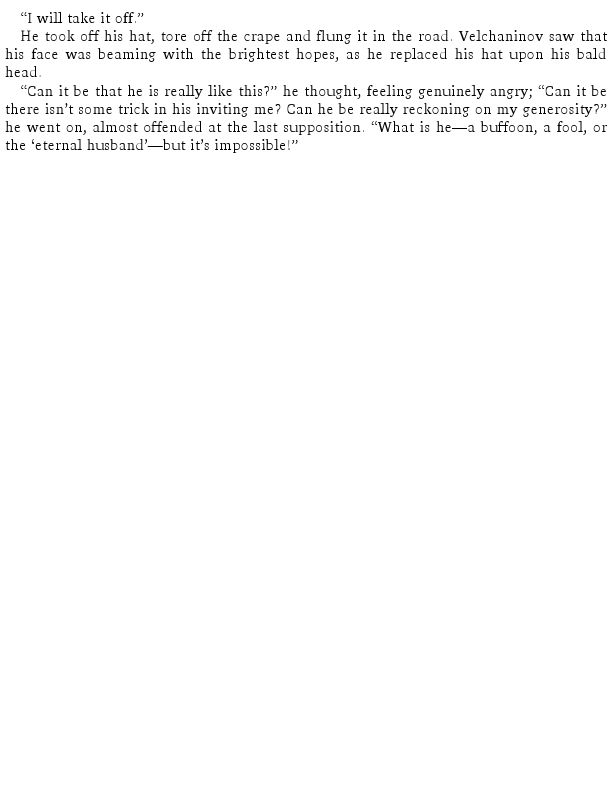 “I will take it off.”
He took off his hat, tore off the crape and flung it in the road. Velchaninov saw that
his face was beaming with the brightest hopes, as he replaced his hat upon his bald
head.
“Can it be that he is really like this?” he thought, feeling genuinely angry; “Can it be
there isn’t some trick in his inviting me? Can he be really reckoning on my generosity?”
he went on, almost offended at the last supposition. “What is he—a buffoon, a fool, or
the ‘eternal husband’—but it’s impossible!”